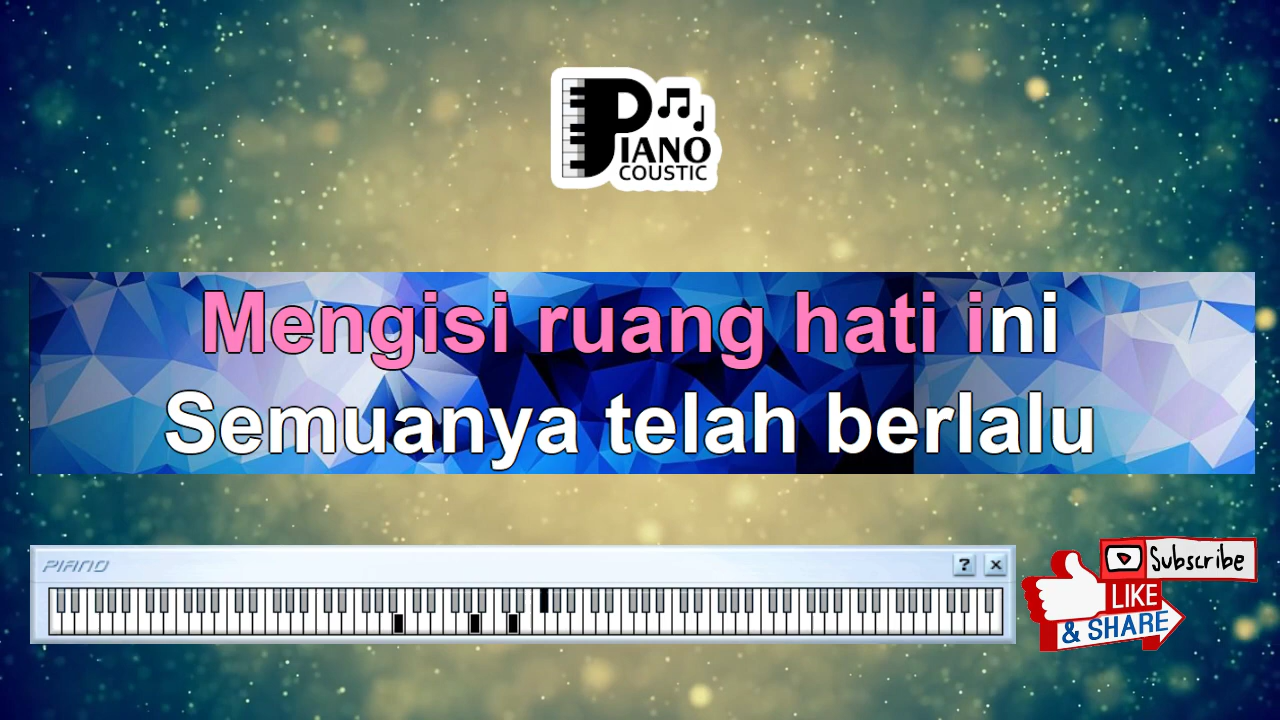 PIANO
COUSTIC
Mengisi ruang hati ini
Semuanya telah berlalu
PIANO
? ×
Subscribe
LIKE
& SHARE